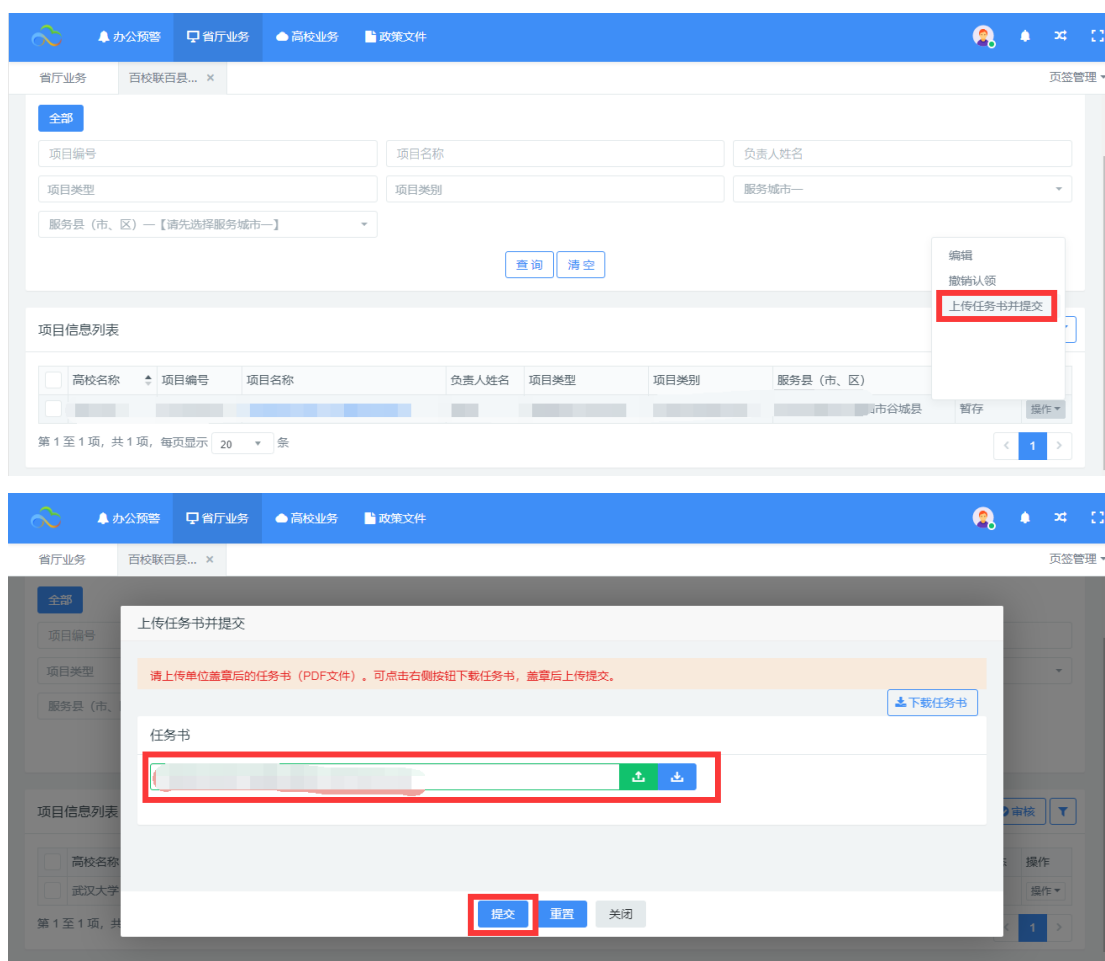 办公预警 省厅业务 高校业务 政策文件
省厅业务 百校联百县... × 页签管理
全部
项目编号 项目名称 负责人姓名
项目类型 项目类别 服务城市一
服务县（市、区）一【请先选择服务城市一】
编辑
查询 清空
撤销认领
上传任务书并提交
项目信息列表
高校名称 项目编号 项目名称 负责人姓名 项目类型 项目类别 服务县（市、区）
市谷城县 暂存 操作
第 1 至 1 项，共 1 项，每页显示 20 条 < 1 >
办公预警 省厅业务 高校业务 政策文件
省厅业务 百校联百县... × 页签管理
全部
上传任务书并提交
项目编号
项目类型
请上传单位盖章后的任务书（PDF文件）。可点击右侧按钮下载任务书，盖章后上传提交。
服务县（市、
下载任务书
任务书
项目信息列表 审核
高校名称 操作
武汉大学 操作
提交 重置 关闭
第 1 至 1 项，共 1 >